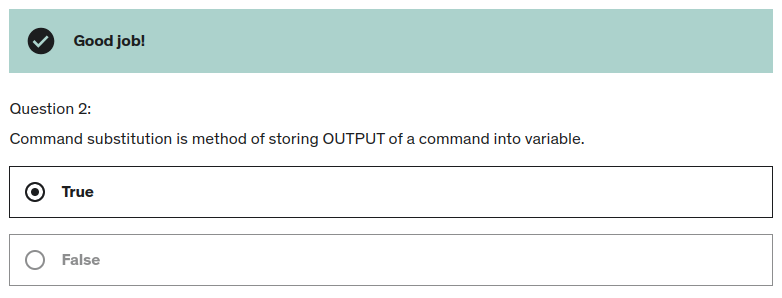 Good job!
Question 2:
Command substitution is method of storing OUTPUT of a command into variable.
True
False